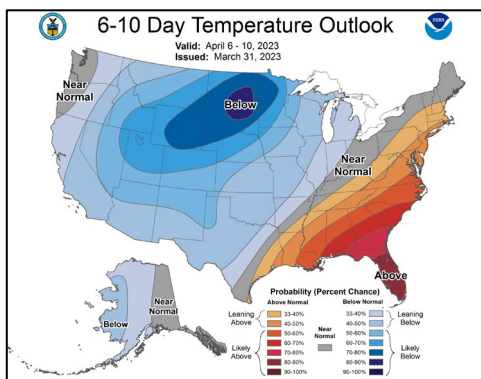 6-10 Day Temperature Outlook
Valid: April 6 - 10, 2023
Issued: March 31, 2023
NOAA
Near
Normal
Below
Near
Normal
Above
Below
Near
Normal
Probability (Percent Chance)
Above Normal
Below Normal
Leaning
Above
33-40%
40-50%
Likely
Above
50-60%
60-70%
70-80%
80-90%
90-100%
Near
Normal
33-40%
40-50%
Leaning
Below
50-60%
60-70%
70-80%
80-90%
90-100%
Likely
Below